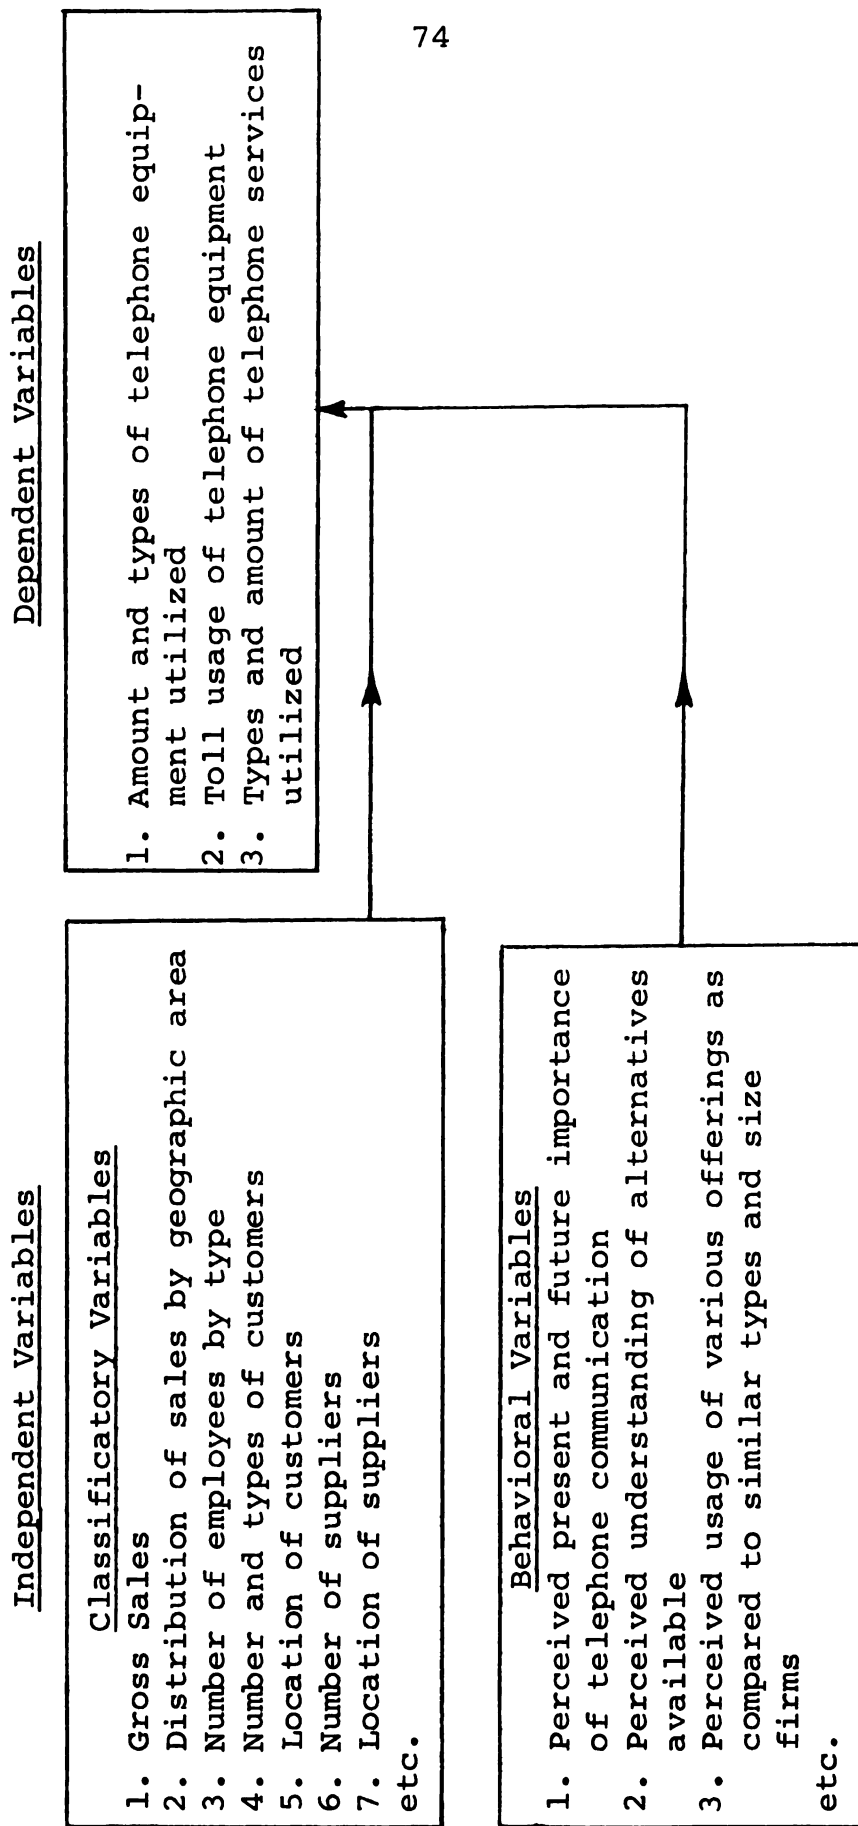 74
Independent Variables
Classificatory Variables
1. Gross Sales
2. Distribution of sales by geographic area
3. Number of employees by type
4. Number and types of customers
5. Location of customers
6. Number of suppliers
7. Location of suppliers
etc.
Behavioral Variables
1. Perceived present and future importance
of telephone communication
2. Perceived understanding of alternatives
available
3. Perceived usage of various offerings as
compared to similar types and size
firms
etc.
Dependent Variables
1. Amount and types of telephone equip-
ment utilized
2. Toll usage of telephone equipment
3. Types and amount of telephone services
utilized